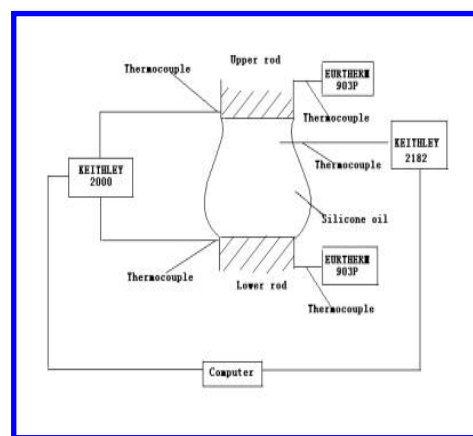 Upper rod
Thermocouple
EURTHERM
903P
Thermocouple
KEITHLEY
2182
Thermocouple
KEITHLEY
2000
Silicone oil
EURTHERM
903P
Thermocouple
Lower rod
Thermocouple
Computer